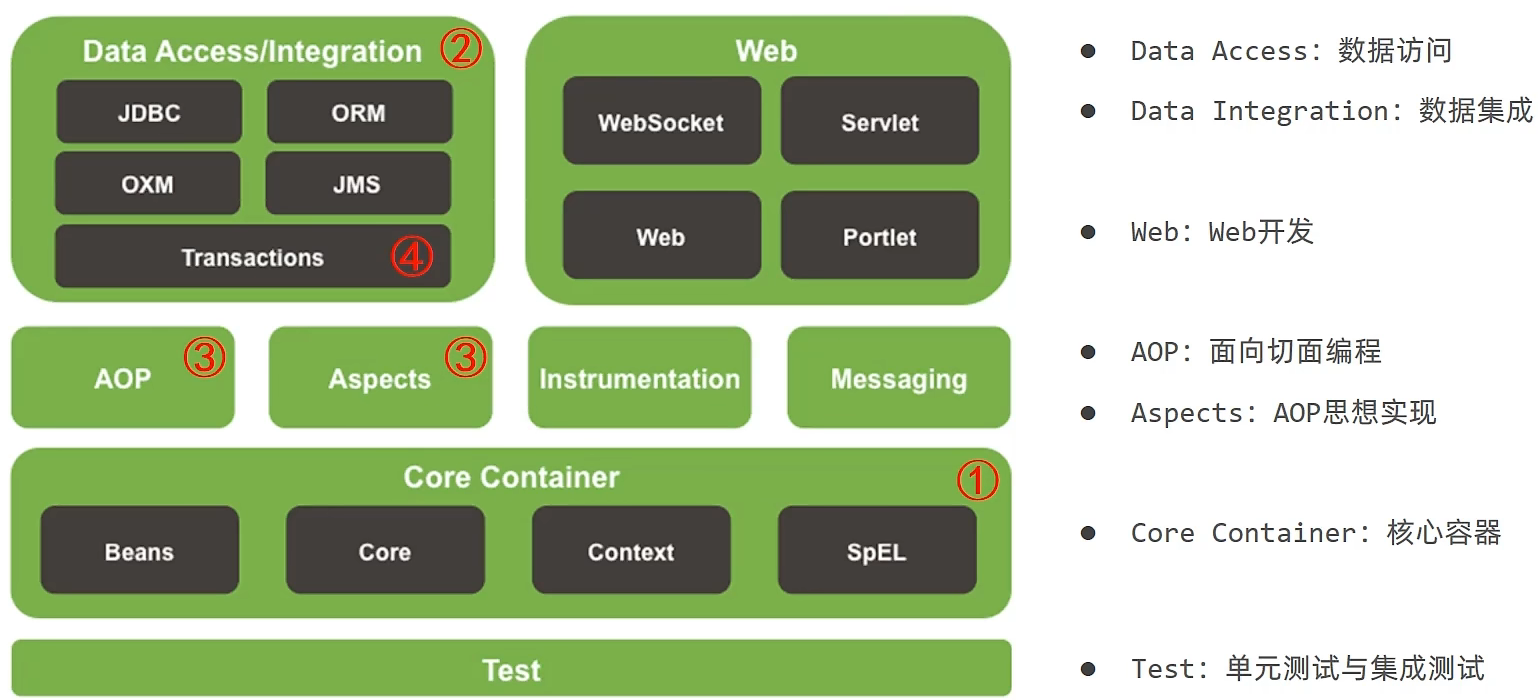 Data Access/Integration ②
JDBC ORM
OXM JMS
Transactions ④
Web
WebSocket Servlet
Web Portlet
AOP ③
Aspects ③
Instrumentation
Messaging
Core Container ①
Beans Core Context SpEL
Test
● Data Access：数据访问
● Data Integration：数据集成
● Web：Web开发
● AOP：面向切面编程
● Aspects：AOP思想实现
● Core Container：核心容器
● Test：单元测试与集成测试